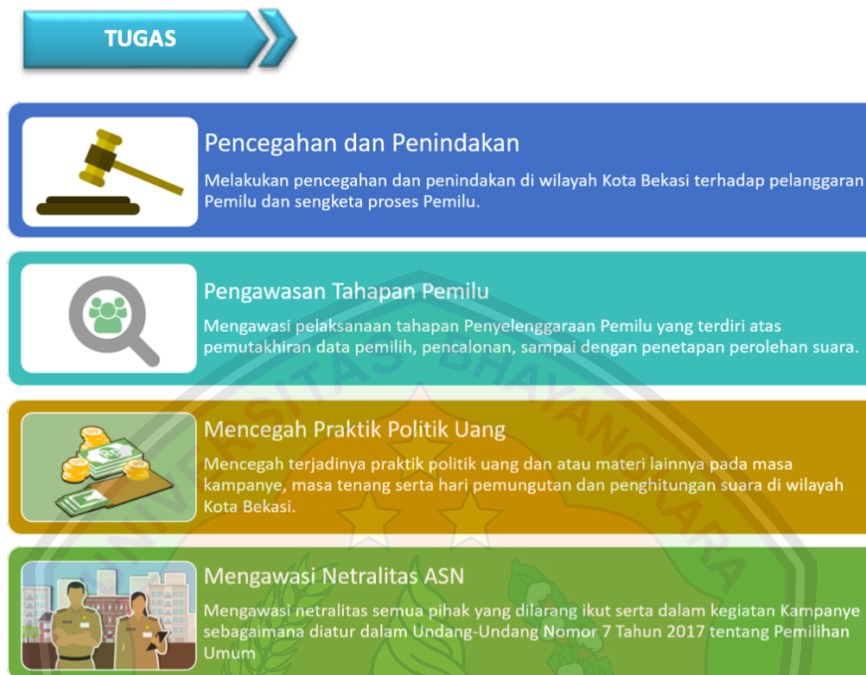 TUGAS
Pencegahan dan Penindakan
Melakukan pencegahan dan penindakan di wilayah Kota Bekasi terhadap pelanggaran
Pemilu dan sengketa proses Pemilu.
Pengawasan Tahapan Pemilu
Mengawasi pelaksanaan tahapan Penyelenggaraan Pemilu yang terdiri atas
pemutakhiran data pemilih, pencalonan, sampai dengan penetapan perolehan suara.
Mencegah Praktik Politik Uang
Mencegah terjadinya praktik politik uang dan atau materi lainnya pada masa
kampanye, masa tenang serta hari pemungutan dan penghitungan suara di wilayah
Kota Bekasi.
Mengawasi Netralitas ASN
Mengawasi netralitas semua pihak yang dilarang ikut serta dalam kegiatan Kampanye
sebagaimana diatur dalam Undang-Undang Nomor 7 Tahun 2017 tentang Pemilihan
Umum
UNIVERSITAS BHAYANGKARA